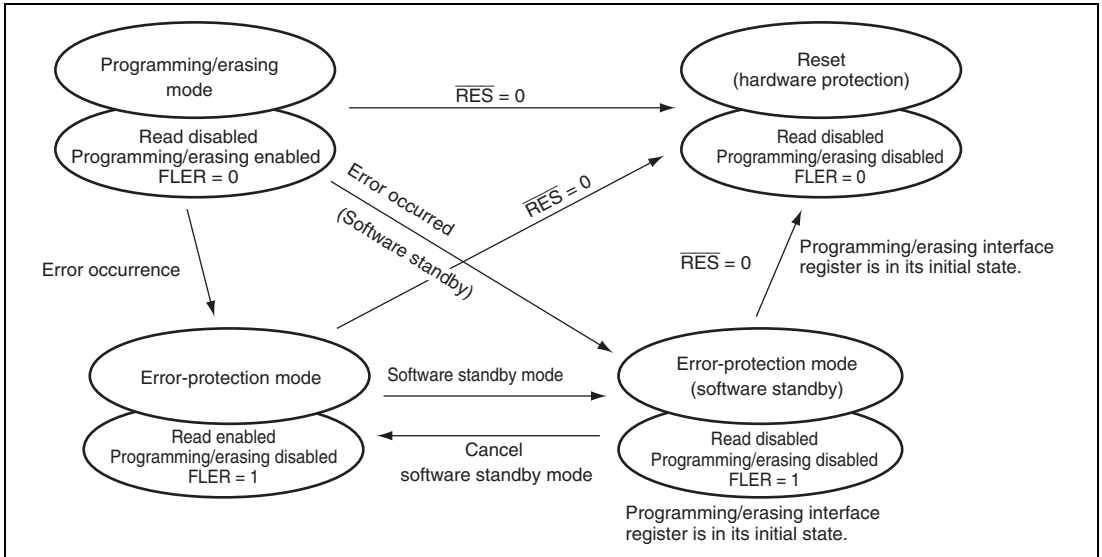 Programming/erasing
mode
Read disabled
Programming/erasing enabled
FLER = 0
R̅E̅S̅ = 0
Reset
(hardware protection)
Read disabled
Programming/erasing disabled
FLER = 0
Error occurred
(Software standby)
R̅E̅S̅ = 0
Error occurrence
R̅E̅S̅ = 0
Programming/erasing interface
register is in its initial state.
Error-protection mode
Read enabled
Programming/erasing disabled
FLER = 1
Software standby mode
Cancel
software standby mode
Error-protection mode
(software standby)
Read disabled
Programming/erasing disabled
FLER = 1
Programming/erasing interface
register is in its initial state.